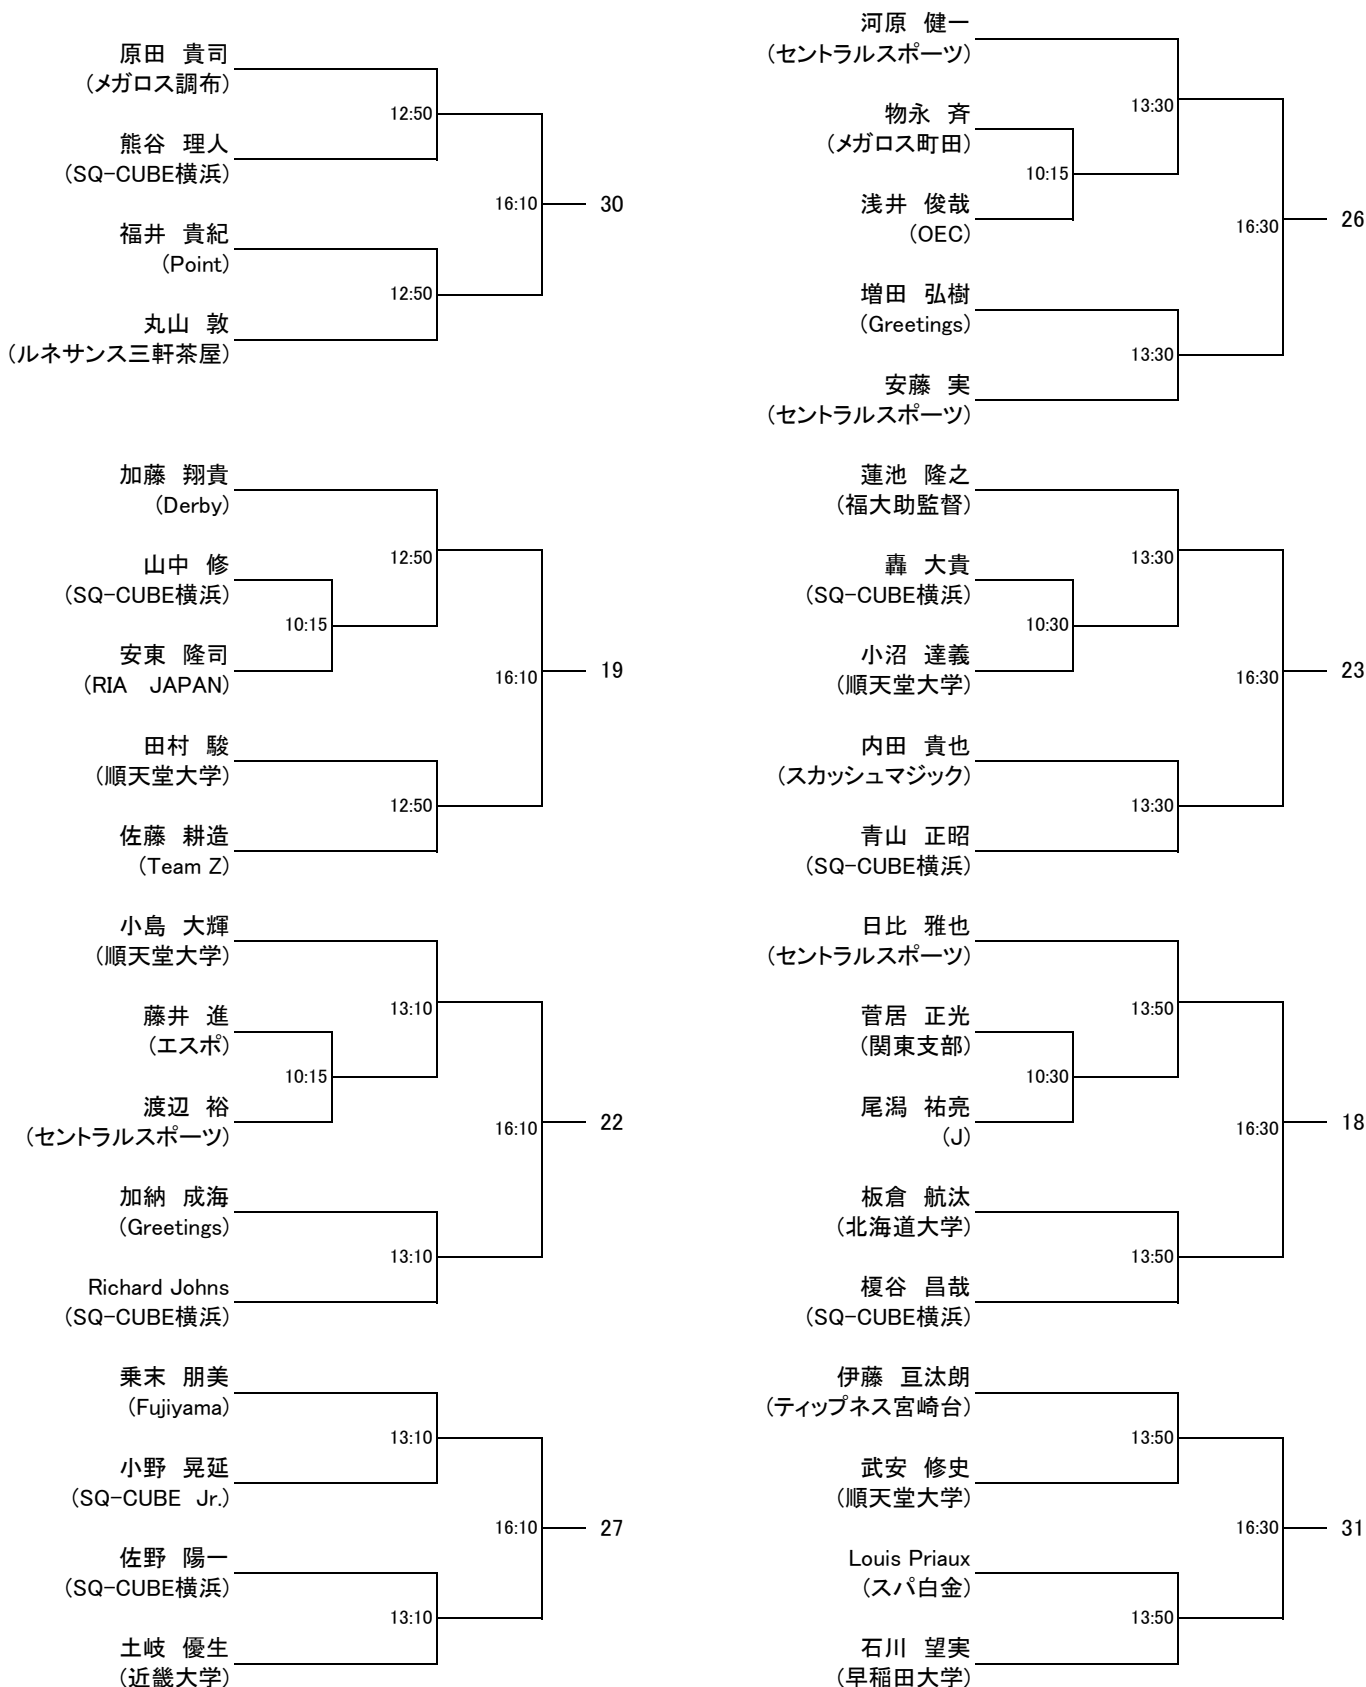 原田 貴司
(メガロス調布)
12:50
熊谷 理人
(SQ-CUBE横浜)
16:10
30
福井 貴紀
(Point)
12:50
丸山 敦
(ルネサンス三軒茶屋)
加藤 翔貴
(Derby)
12:50
山中 修
(SQ-CUBE横浜)
10:15
安東 隆司
(RIA JAPAN)
16:10
19
田村 駿
(順天堂大学)
12:50
佐藤 耕造
(Team Z)
小島 大輝
(順天堂大学)
13:10
藤井 進
(エスポ)
10:15
渡辺 裕
(セントラルスポーツ)
16:10
22
加納 成海
(Greetings)
13:10
Richard Johns
(SQ-CUBE横浜)
乗末 朋美
(Fujiyama)
13:10
小野 晃延
(SQ-CUBE Jr.)
16:10
27
佐野 陽一
(SQ-CUBE横浜)
13:10
土岐 優生
(近畿大学)
河原 健一
(セントラルスポーツ)
13:30
物永 斉
(メガロス町田)
10:15
浅井 俊哉
(OEC)
16:30
26
増田 弘樹
(Greetings)
13:30
安藤 実
(セントラルスポーツ)
蓮池 隆之
(福大助監督)
13:30
轟 大貴
(SQ-CUBE横浜)
10:30
小沼 達義
(順天堂大学)
16:30
23
内田 貴也
(スカッシュマジック)
13:30
青山 正昭
(SQ-CUBE横浜)
日比 雅也
(セントラルスポーツ)
13:50
菅居 正光
(関東支部)
10:30
尾潟 祐亮
(J)
16:30
18
板倉 航汰
(北海道大学)
13:50
榎谷 昌哉
(SQ-CUBE横浜)
伊藤 亘汰朗
(ティップネス宮崎台)
13:50
武安 修史
(順天堂大学)
16:30
31
Louis Priaux
(スパ白金)
13:50
石川 望実
(早稲田大学)